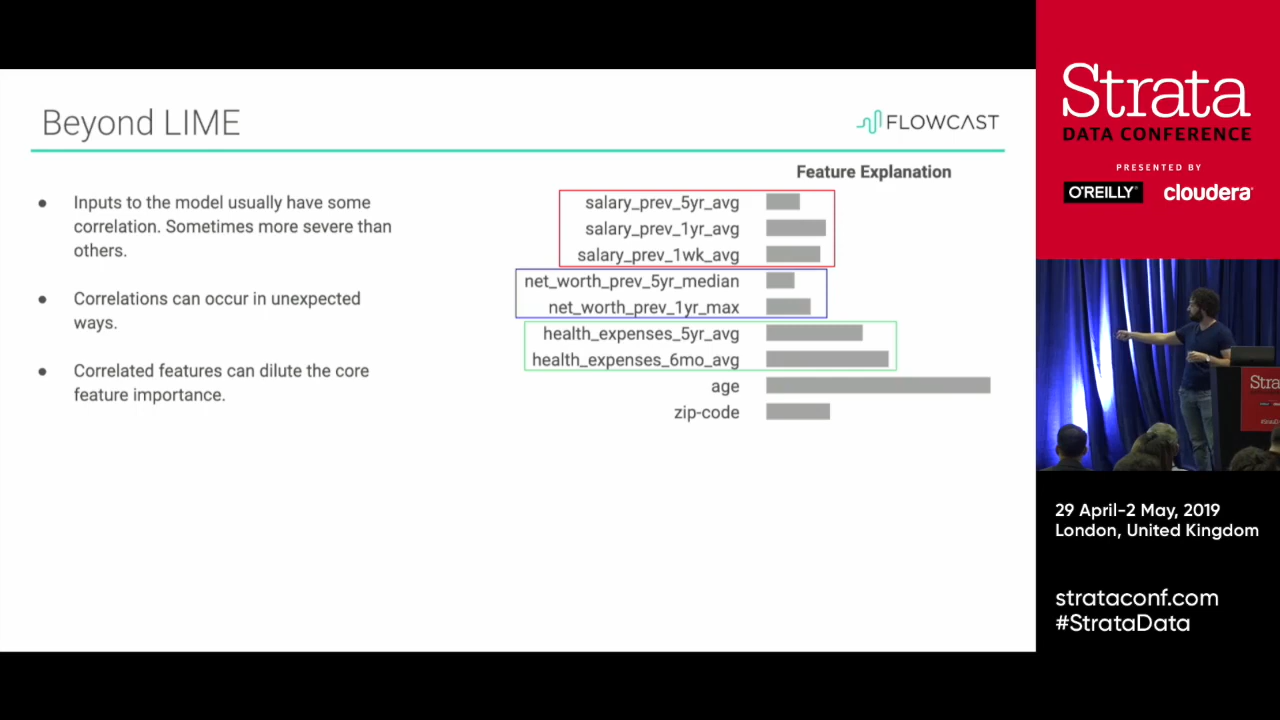 Beyond LIME
FLOWCAST
Inputs to the model usually have some
correlation. Sometimes more severe than
others.
Correlations can occur in unexpected
ways.
Correlated features can dilute the core
feature importance.
Feature Explanation
salary_prev_5yr_avg
salary_prev_1yr_avg
salary_prev_1wk_avg
net_worth_prev_5yr_median
net_worth_prev_1yr_max
health_expenses_5yr_avg
health_expenses_6mo_avg
age
zip-code
Strata
DATA CONFERENCE
PRESENTED BY
O'REILLY cloudera
Stra
29 April-2 May, 2019
London, United Kingdom
strataconf.com
#StrataData